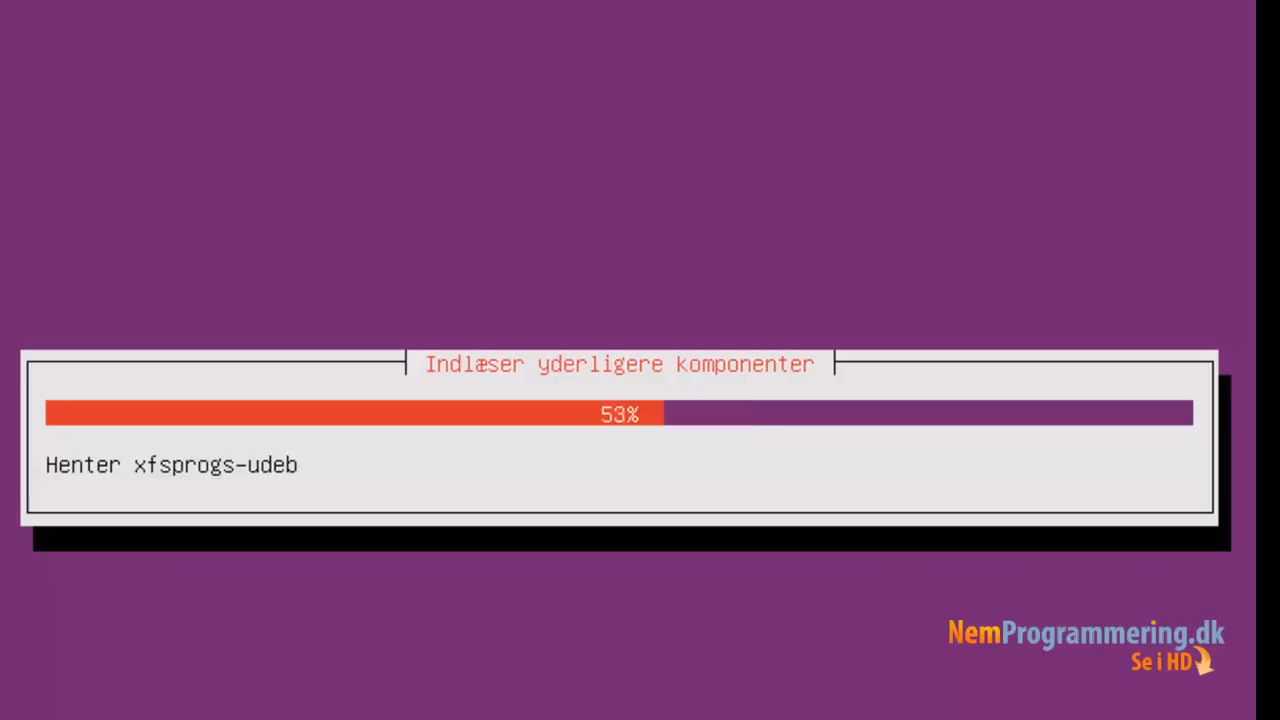 Indlæser yderligere komponenter
53%
Henter xfsprogs-udeb
NemProgrammering.dk
Se i HD